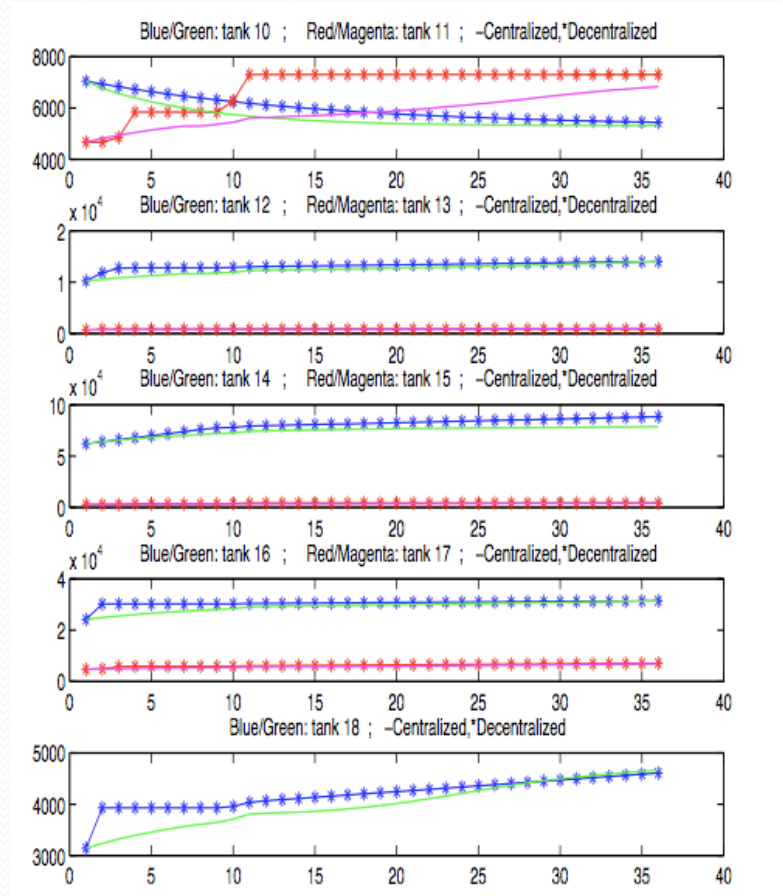 Blue/Green: tank 10 ; Red/Magenta: tank 11 ; −Centralized,*Decentralized
8000
6000
4000
0 5 10 15 20 25 30 35 40
Blue/Green: tank 12 ; Red/Magenta: tank 13 ; −Centralized,*Decentralized
x 10^4
2
1
0
0 5 10 15 20 25 30 35 40
Blue/Green: tank 14 ; Red/Magenta: tank 15 ; −Centralized,*Decentralized
x 10^4
10
5
0
0 5 10 15 20 25 30 35 40
Blue/Green: tank 16 ; Red/Magenta: tank 17 ; −Centralized,*Decentralized
x 10^4
4
2
0
0 5 10 15 20 25 30 35 40
Blue/Green: tank 18 ; −Centralized,*Decentralized
5000
4000
3000
0 5 10 15 20 25 30 35 40